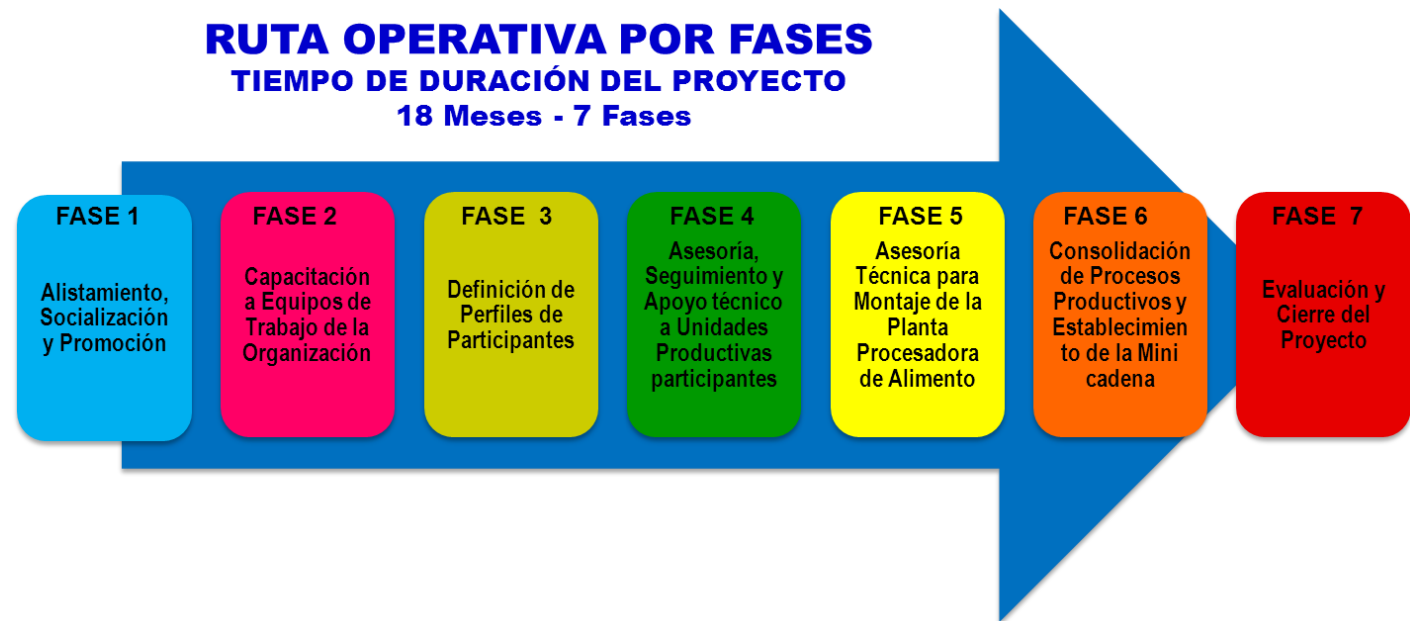 RUTA OPERATIVA POR FASES
TIEMPO DE DURACIÓN DEL PROYECTO
18 Meses - 7 Fases
FASE 1
Alistamiento,
Socialización
y Promoción
FASE 2
Capacitación
a Equipos de
Trabajo de la
Organización
FASE 3
Definición de
Perfiles de
Participantes
FASE 4
Asesoría,
Seguimiento y
Apoyo técnico
a Unidades
Productivas
participantes
FASE 5
Asesoría
Técnica para
Montaje de la
Planta
Procesadora
de Alimento
FASE 6
Consolidación
de Procesos
Productivos y
Establecimien
to de la Mini
cadena
FASE 7
Evaluación y
Cierre del
Proyecto